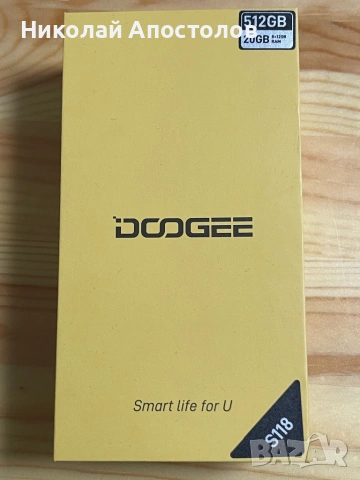 Николай Апостолов
512GB
20GB 8+12GB
RAM
DOOGEE
Smart life for U
S118
BAZAR